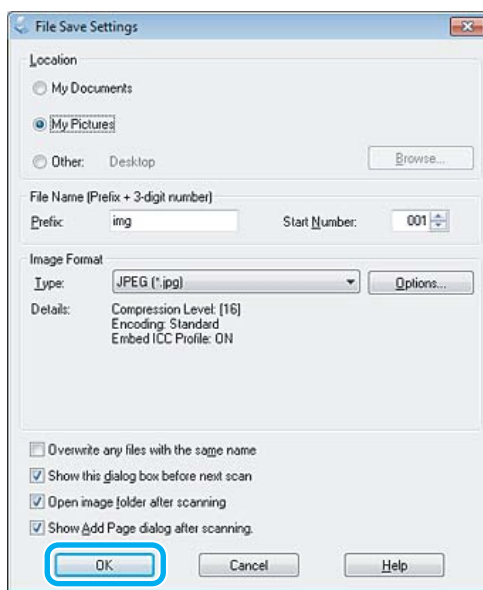 File Save Settings
Location
My Documents
My Pictures
Other: Desktop Browse...
File Name (Prefix + 3-digit number)
Prefix: img Start Number: 001
Image Format
Type: JPEG (*.jpg) Options...
Details: Compression Level: [16]
Encoding: Standard
Embed ICC Profile: ON
Overwrite any files with the same name
Show this dialog box before next scan
Open image folder after scanning
Show Add Page dialog after scanning.
OK Cancel Help